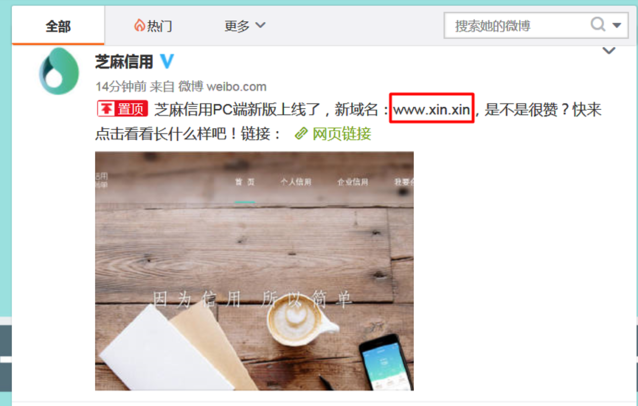 全部 热门 更多 搜索她的微博
芝麻信用
14分钟前 来自 微博 weibo.com
置顶 芝麻信用PC端新版上线了，新域名：www.xin.xin，是不是很赞？快来
点击看看长什么样吧！链接： 网页链接
首 页 个人信用 企业信用 我要
因为信用 所以简单